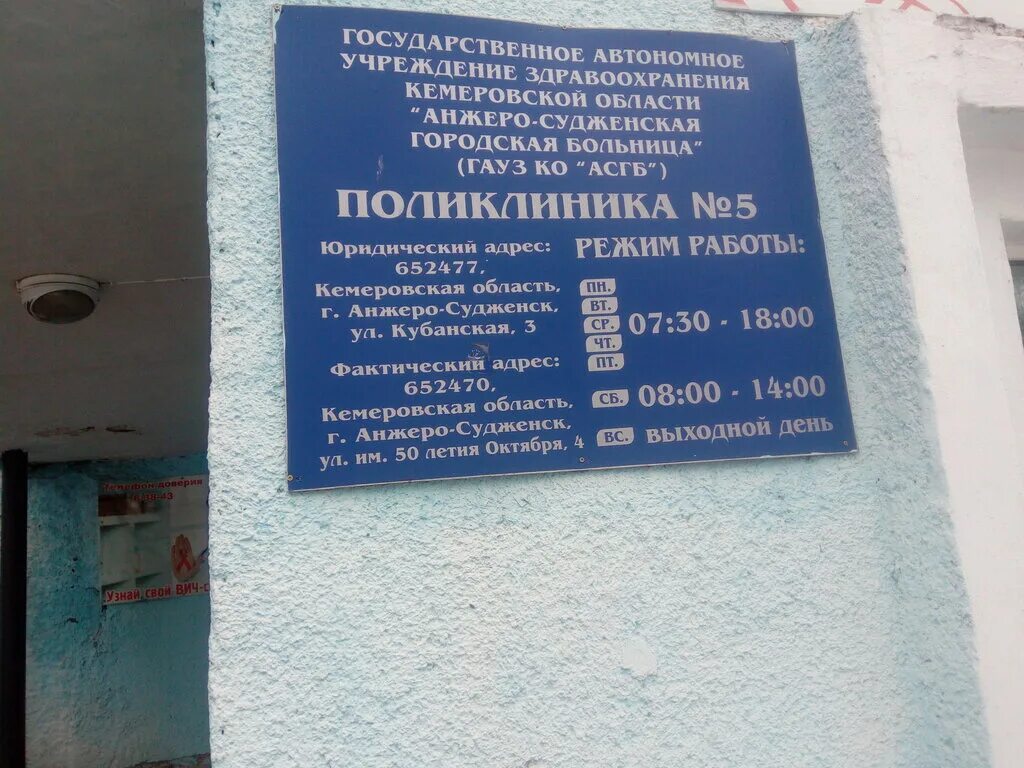 ГОСУДАРСТВЕННОЕ АВТОНОМНОЕ
УЧРЕЖДЕНИЕ ЗДРАВООХРАНЕНИЯ
КЕМЕРОВСКОЙ ОБЛАСТИ
"АНЖЕРО-СУДЖЕНСКАЯ
ГОРОДСКАЯ БОЛЬНИЦА"
(ГАУЗ КО "АСГБ")
ПОЛИКЛИНИКА №5
Юридический адрес:
652477,
Кемеровская область,
г. Анжеро-Судженск,
ул. Кубанская, 3
Фактический адрес:
652470,
Кемеровская область,
г. Анжеро-Судженск,
ул. им. 50 летия Октября, 4
РЕЖИМ РАБОТЫ:
ПН.
ВТ.
СР. 07:30 - 18:00
ЧТ.
ПТ.
СБ. 08:00 - 14:00
ВС. ВЫХОДНОЙ ДЕНЬ
Телефон доверия
Узнай свой ВИЧ-с